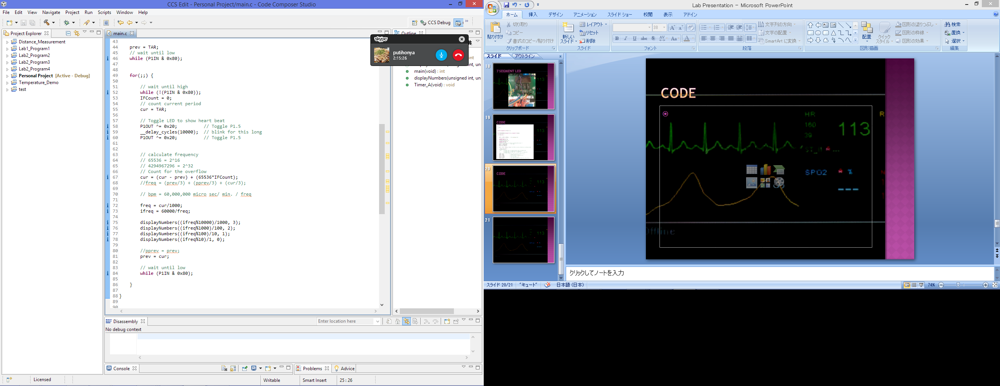 CCS Edit - Personal Project/main.c - Code Composer Studio
File Edit View Navigate Project Run Scripts Window Help
CCS Debug
Project Explorer
Distance_Measurement
Lab1_Program1
Lab2_Program2
Lab2_Program3
Lab2_Program4
Personal Project [Active - Debug]
Temperature_Demo
test
main.c
43
44 prev = TAR;
45 // wait until low
46 while (P1IN & 0x80);
47
48
49 for(;;) {
50
51 // wait until high
52 while (!(P1IN & 0x80));
53 IFCount = 0;
54 // count current period
55 cur = TAR;
56
57 // Toggle LED to show heart beat
58 P1OUT ^= 0x20; // Toggle P1.5
59 __delay_cycles(10000); // blink for this long
60 P1OUT ^= 0x20; // Toggle P1.5
61
62
63 // calculate frequency
64 // 65536 = 2^16
65 // 4294967296 = 2^32
66 // Count for the overflow
67 cur = (cur - prev) + (65536*IFCount);
68 //freq = (prev/3) + (pprev/3) + (cur/3);
69
70 // bpm = 60,000,000 micro sec/ min. / freq
71
72 freq = cur/1000;
73 ifreq = 60000/freq;
74
75 displayNumbers((ifreq%10000)/1000, 3);
76 displayNumbers((ifreq%1000)/100, 2);
77 displayNumbers((ifreq%100)/10, 1);
78 displayNumbers((ifreq%10)/1, 0);
79
80 //pprev = prev;
81 prev = cur;
82
83 // wait until low
84 while (P1IN & 0x80);
85
86 }
87
88 }
89
90
Outline
skype
putihonya
2:15:26
int
main(void) : int
displayNumbers(unsigned int, un
Timer_A(void) : void
Disassembly
Enter location here
No debug context
Console
Problems
Advice
Licensed
Writable
Smart Insert
25 : 26
Lab Presentation - Microsoft PowerPoint
ホーム 挿入 デザイン アニメーション スライド ショー 校閲 表示 アドイン
貼り付け
切り取り
コピー
書式のコピー/貼り付け
クリップボード
新しい
スライド
レイアウト
リセット
削除
スライド
38
B I U abc S AV Aa A
フォント
文字列の方向
文字の配置
SmartArt に変換
段落
配置
クイック
スタイル
図形の塗りつぶし
図形の枠線
図形の効果
図形描画
検索
置換
選択
編集
スライド
アウトライン
18
7 SEGMENT LED
113
19
CODE
20
CODE
113
21
113
CODE
HR
160
39
113
R
SPO2
%
Offline
クリックしてノートを入力
スライド 20/21
"キュート"
日本語 (日本)
74%